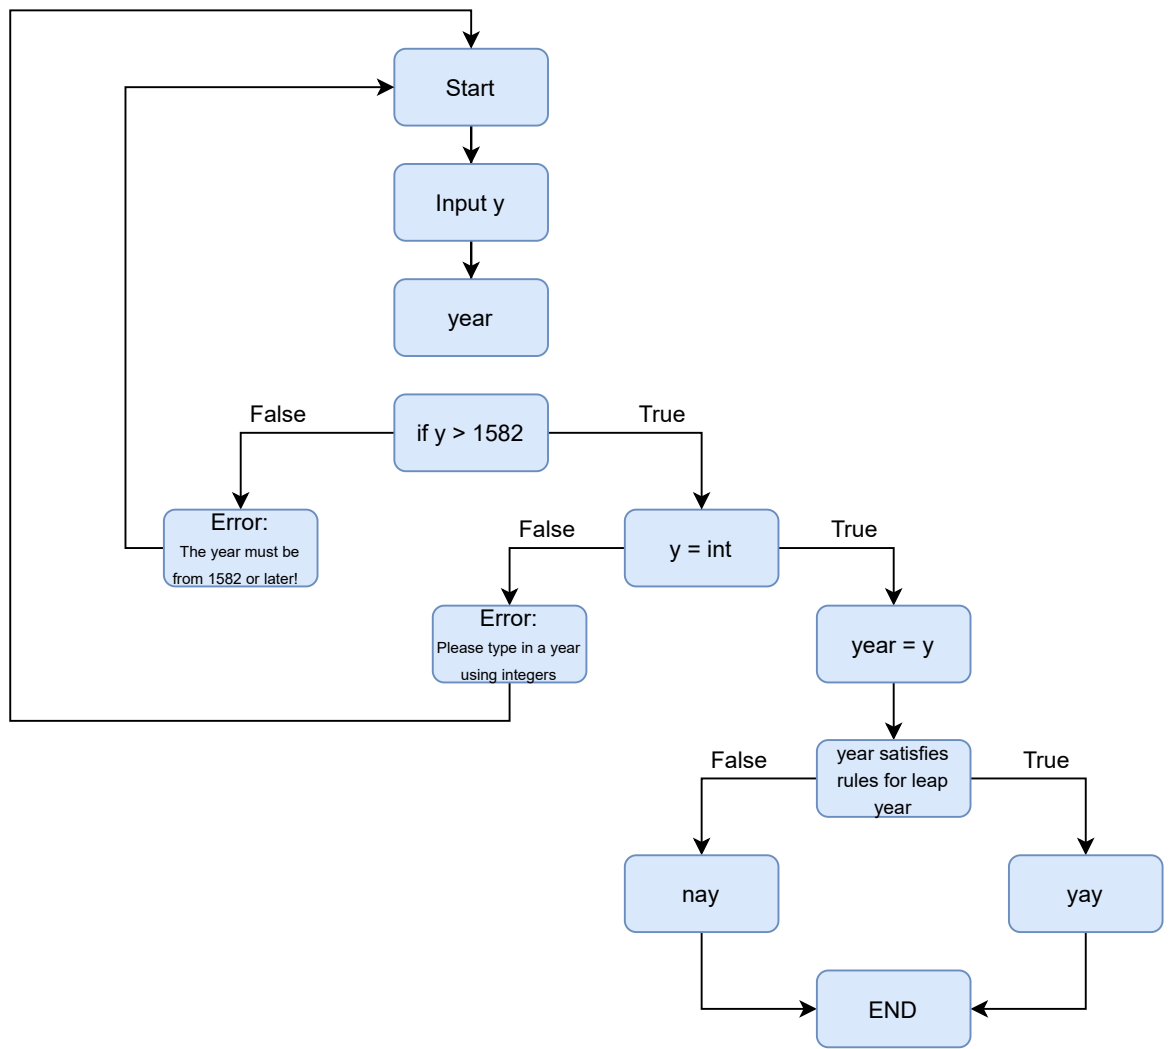 Start
Input y
year
False
if y > 1582
True
Error:
The year must be
from 1582 or later!
False
y = int
True
Error:
Please type in a year
using integers
year = y
False
year satisfies
rules for leap
year
True
nay
yay
END